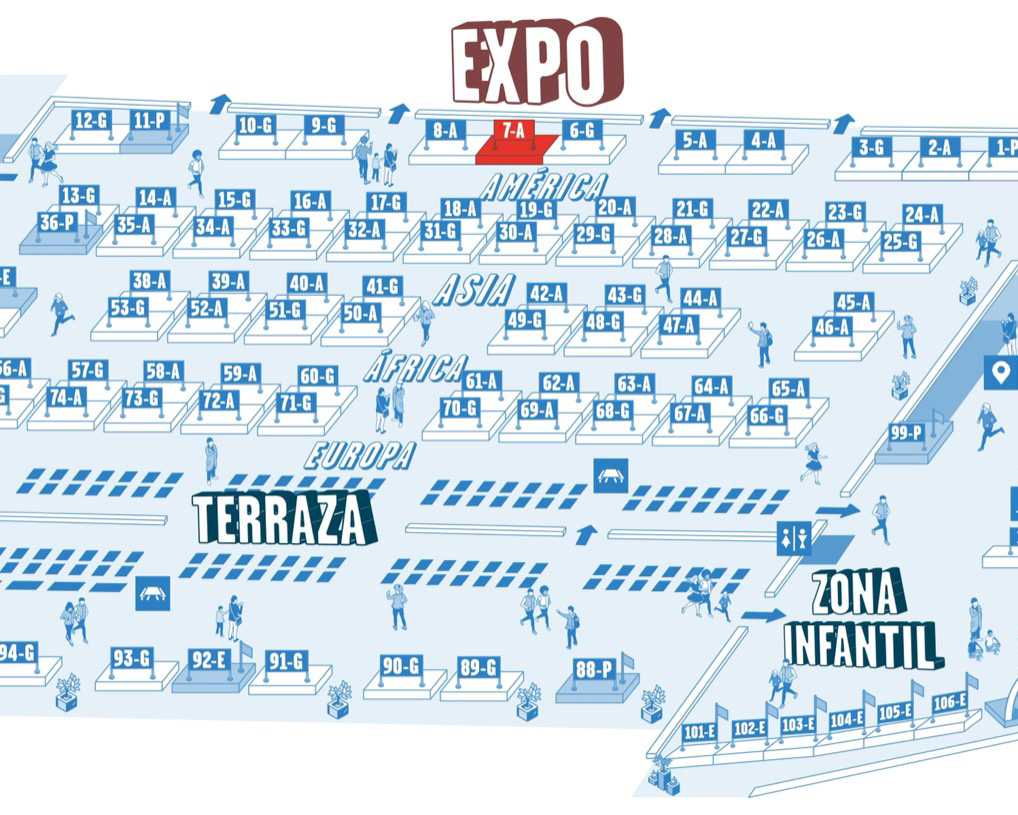 EXPO
12-G 11-P 10-G 9-G 8-A 7-A 6-G 5-A 4-A 3-G 2-A 1-P
AMÉRICA
13-G 14-A 15-G 16-A 17-G 18-A 19-G 20-A 21-G 22-A 23-G 24-A
36-P 35-A 34-A 33-G 32-A 31-G 30-A 29-G 28-A 27-G 26-A 25-G
ASIA
38-A 39-A 40-A 41-G 42-A 43-G 44-A 45-A
53-G 52-A 51-G 50-A 49-G 48-G 47-A 46-A
ÁFRICA
57-G 58-A 59-A 60-G 61-A 62-A 63-A 64-A 65-A
74-A 73-G 72-A 71-G 70-G 69-A 68-G 67-A 66-G
99-P
EUROPA
TERRAZA
ZONA
INFANTIL
94-G 93-G 92-E 91-G 90-G 89-G 88-P
101-E 102-E 103-E 104-E 105-E 106-E